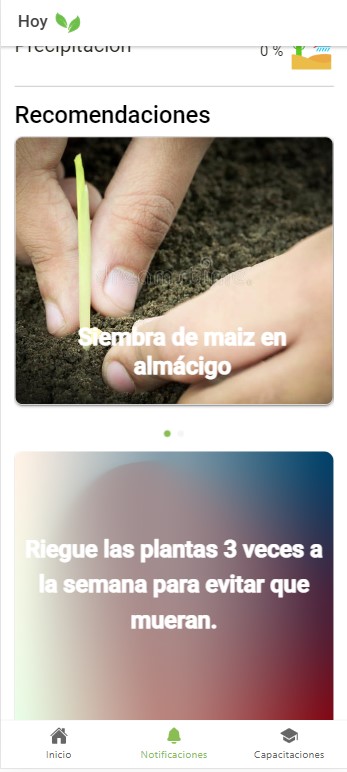 Hoy
Precipitación
0 %
Recomendaciones
Siembra de maiz en
almácigo
Riegue las plantas 3 veces a
la semana para evitar que
mueran.
Inicio
Notificaciones
Capacitaciones